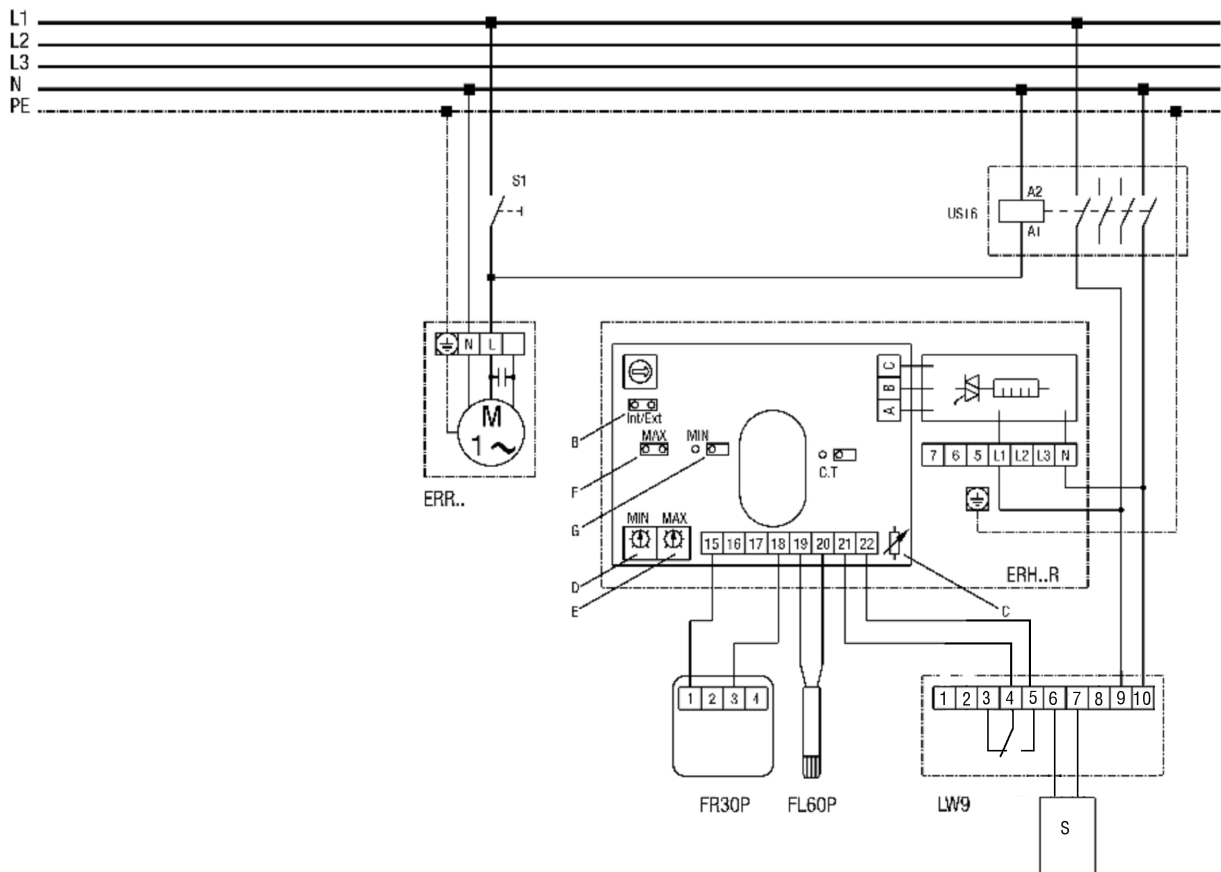 L1
L2
L3
N
PE
S1
A2
UST6
A1
N L
M
1 ~
ERR..
Int/Ext
B
MAX MIN
F
C.T
G
MIN MAX
D
E
15 16 17 18 19 20 21 22
C
B
A
7 6 5 L1 L2 L3 N
ERH..R
C
1 2 3 4
FR30P
FL60P
1 2 3 4 5 6 7 8 9 10
LW9
S